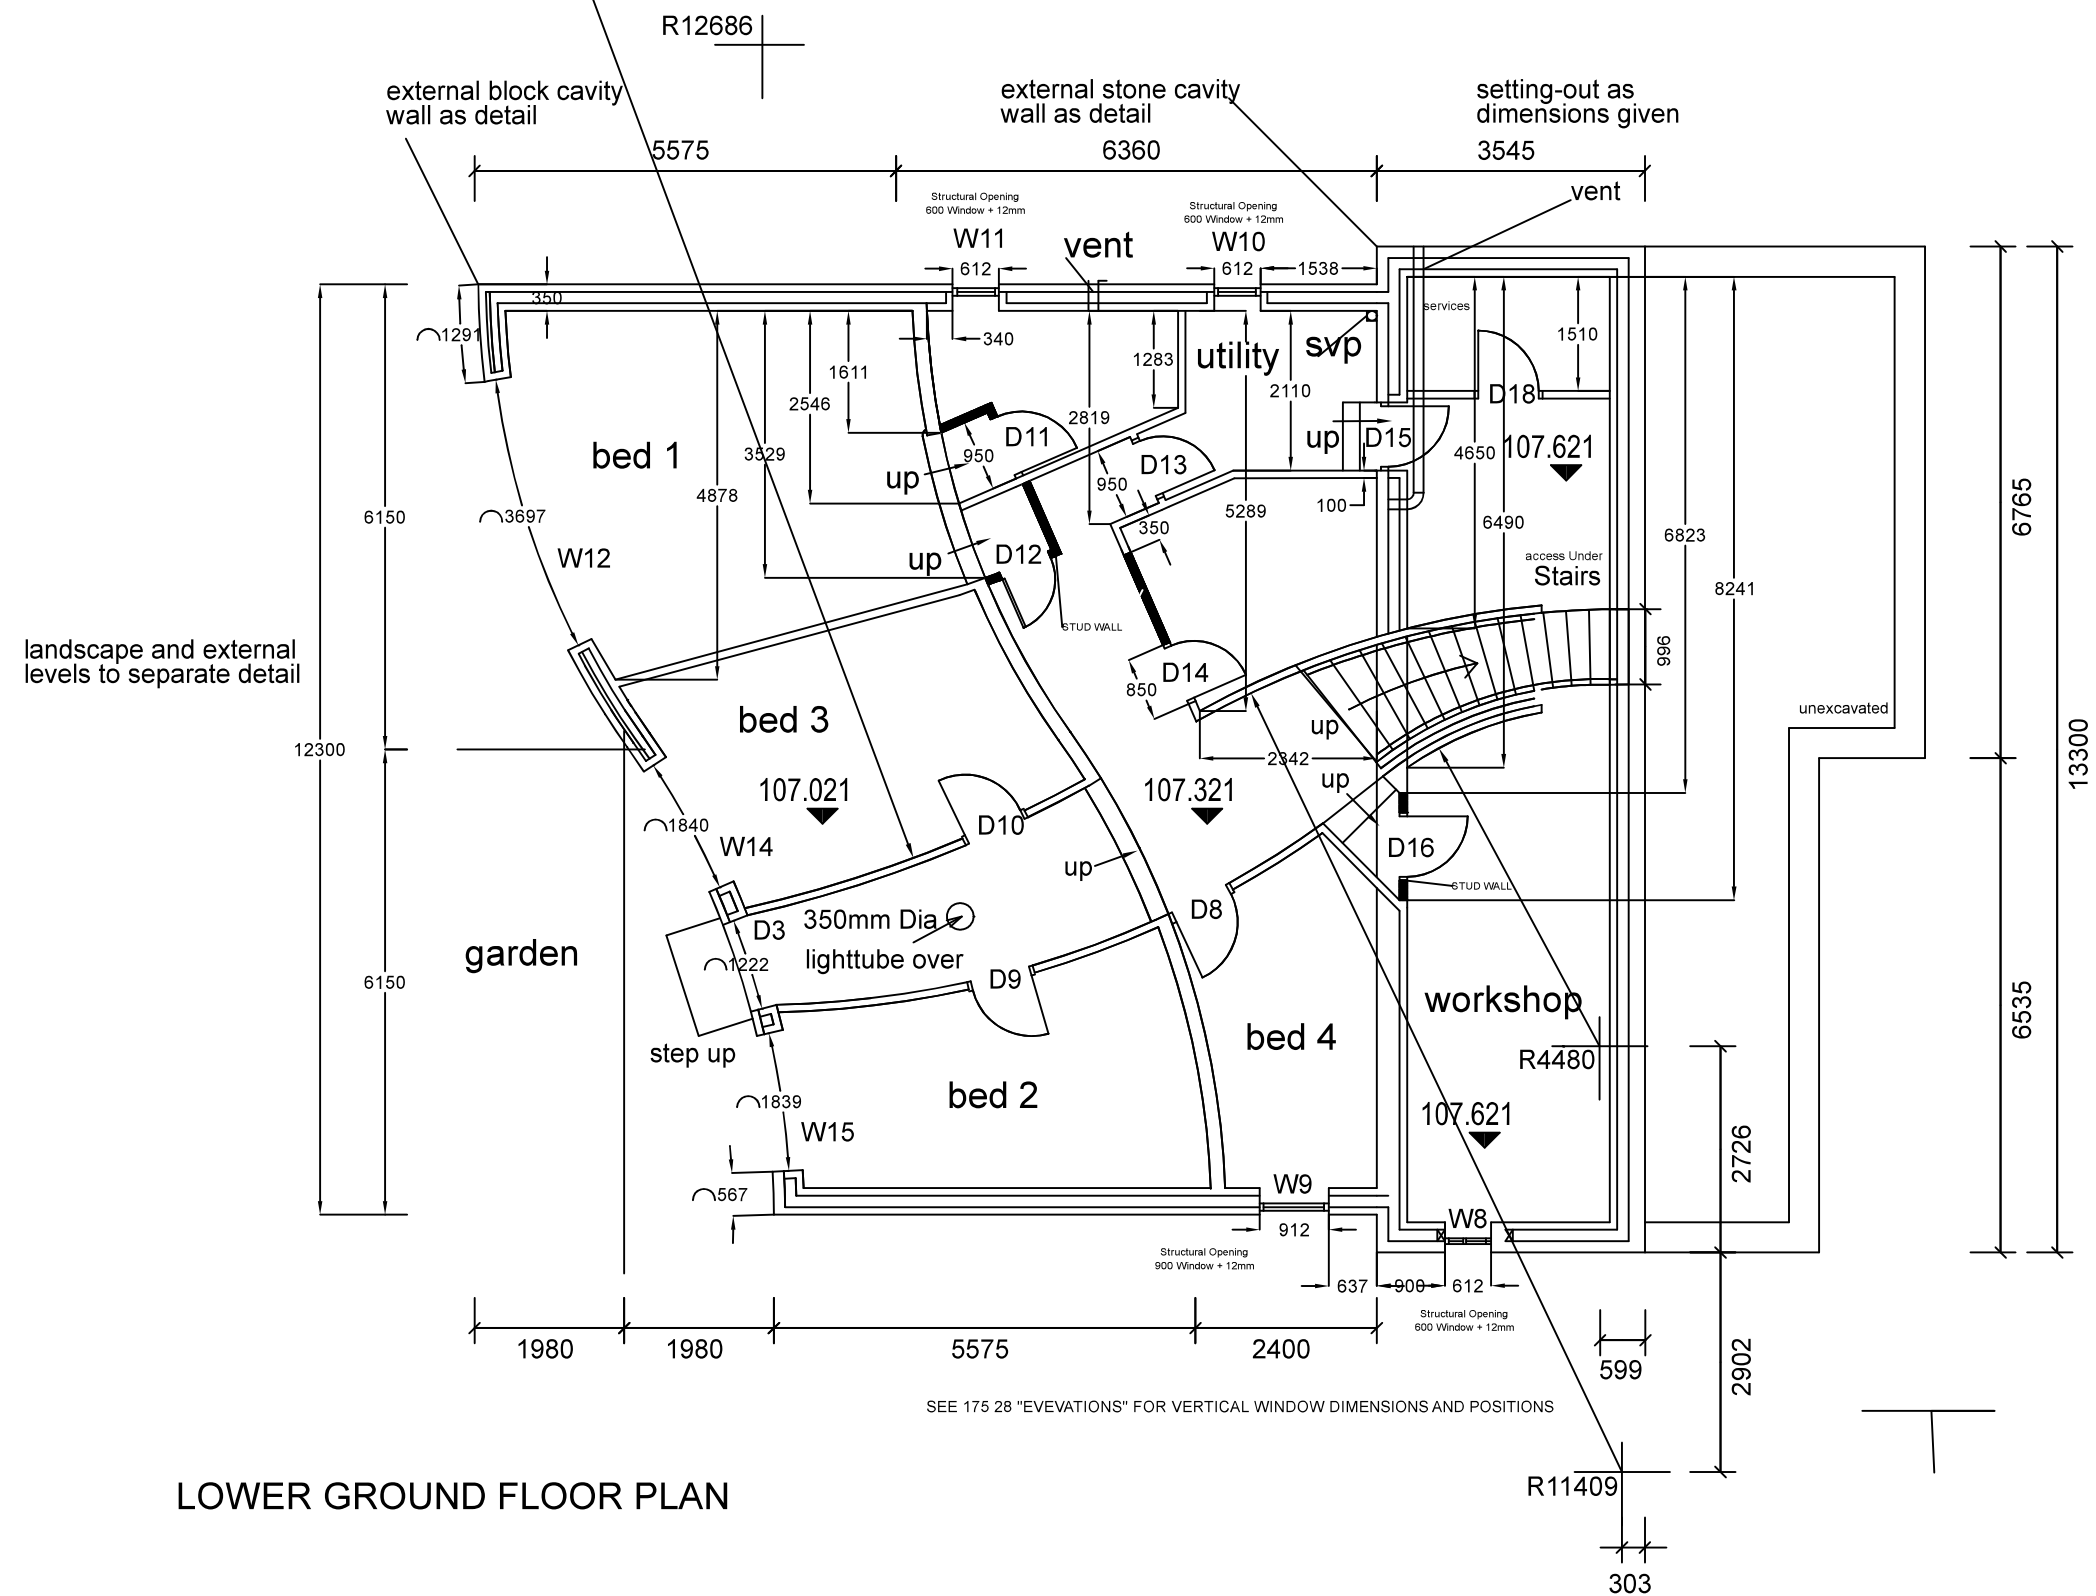 R12686
external block cavity
wall as detail
external stone cavity
wall as detail
setting-out as
dimensions given
5575
6360
3545
vent
Structural Opening
600 Window + 12mm
Structural Opening
600 Window + 12mm
W11
vent
W10
612
612
1538
350
1291
340
services
1283
utility
svp
1510
1611
2110
2546
2819
D18
D11
up
D15
bed 1
3529
950
D13
4650
107.621
up
950
4878
6150
3697
5289
100
6490
6765
350
6823
W12
up
D12
access Under
Stairs
8241
STUD WALL
landscape and external
levels to separate detail
996
D14
850
unexcavated
bed 3
up
12300
2342
13300
107.021
107.321
up
1840
D10
W14
up
D16
STUD WALL
D8
350mm Dia
D3
garden
lighttube over
1222
D9
6150
workshop
6535
bed 4
step up
R4480
bed 2
1839
107.621
W15
2726
W9
567
W8
912
Structural Opening
900 Window + 12mm
637
900
612
Structural Opening
600 Window + 12mm
1980
1980
5575
2400
599
2902
SEE 175 28 "EVEVATIONS" FOR VERTICAL WINDOW DIMENSIONS AND POSITIONS
LOWER GROUND FLOOR PLAN
R11409
303